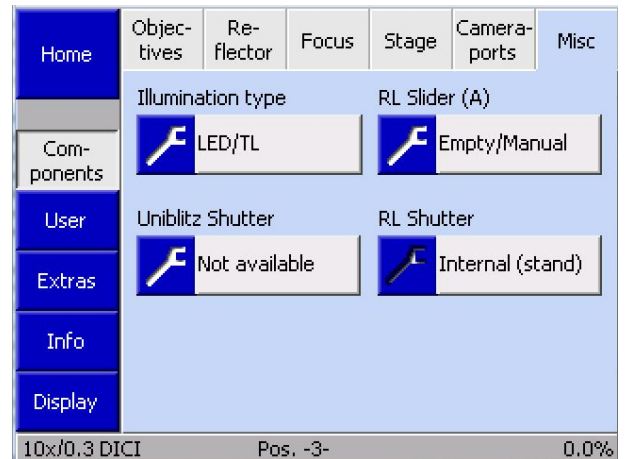 Home
Objec-
tives
Re-
flector
Focus
Stage
Camera-
ports
Misc
Com-
ponents
User
Extras
Info
Display
Illumination type
RL Slider (A)
LED/TL
Empty/Manual
Uniblitz Shutter
RL Shutter
Not available
Internal (stand)
10x/0.3 DICI Pos. -3- 0.0%